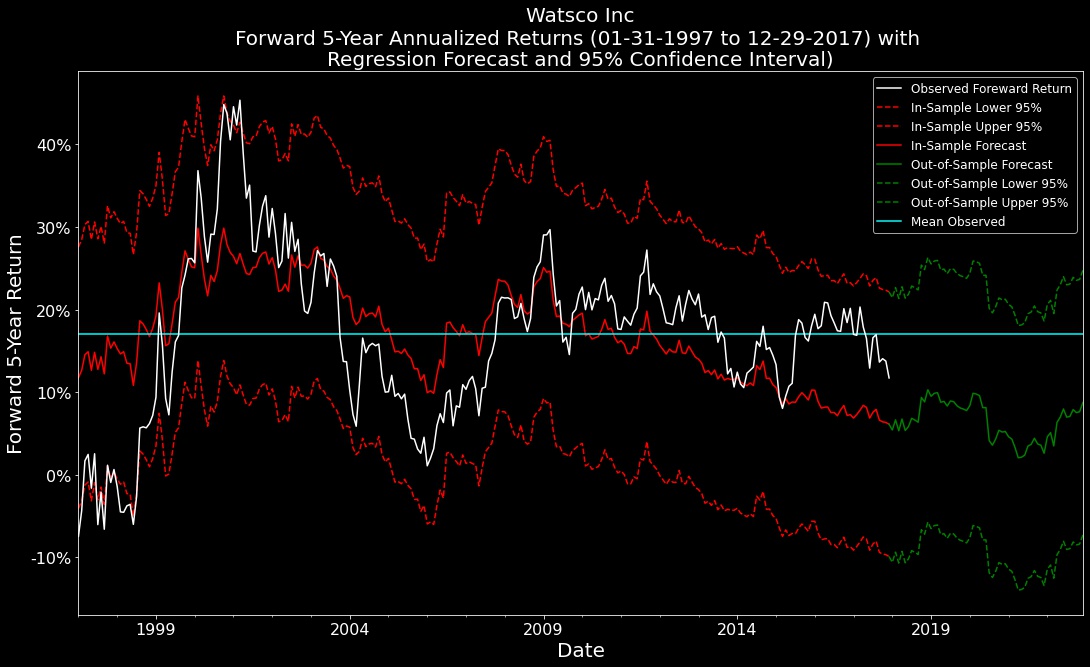 Watsco Inc
Forward 5-Year Annualized Returns (01-31-1997 to 12-29-2017) with
Regression Forecast and 95% Confidence Interval)
Observed Foreward Return
In-Sample Lower 95%
In-Sample Upper 95%
In-Sample Forecast
Out-of-Sample Forecast
Out-of-Sample Lower 95%
Out-of-Sample Upper 95%
Mean Observed
Forward 5-Year Return
40%
30%
20%
10%
0%
-10%
1999
2004
2009
2014
2019
Date